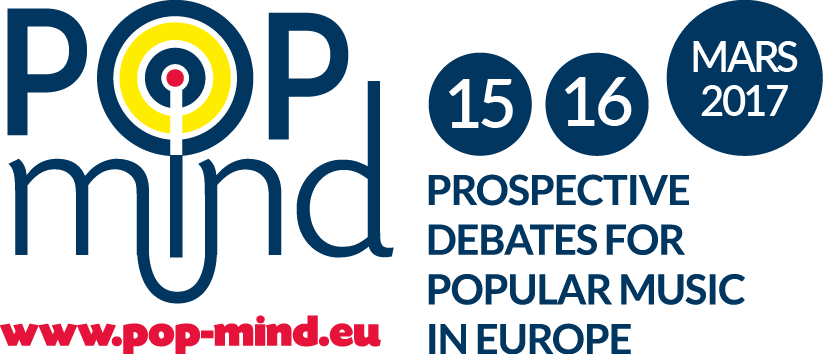 POP
mind
www.pop-mind.eu
15 16 MARS
2017
PROSPECTIVE
DEBATES FOR
POPULAR MUSIC
IN EUROPE